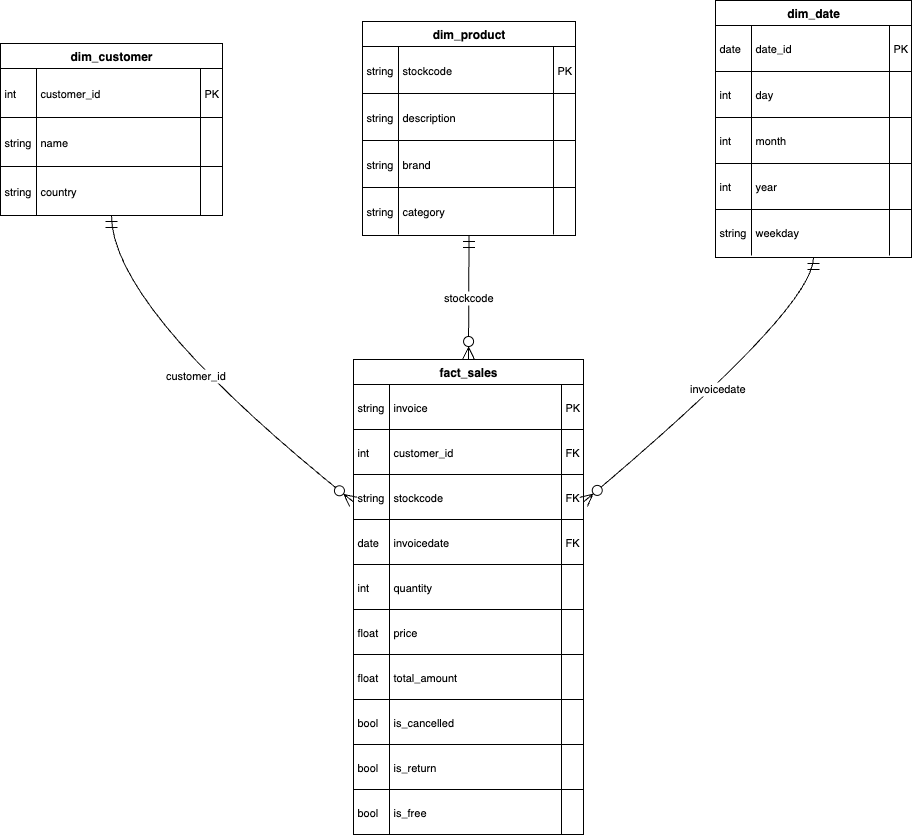 dim_customer
int customer_id PK
string name
string country
dim_product
string stockcode PK
string description
string brand
string category
dim_date
date date_id PK
int day
int month
int year
string weekday
customer_id
stockcode
invoicedate
fact_sales
string invoice PK
int customer_id FK
string stockcode FK
date invoicedate FK
int quantity
float price
float total_amount
bool is_cancelled
bool is_return
bool is_free